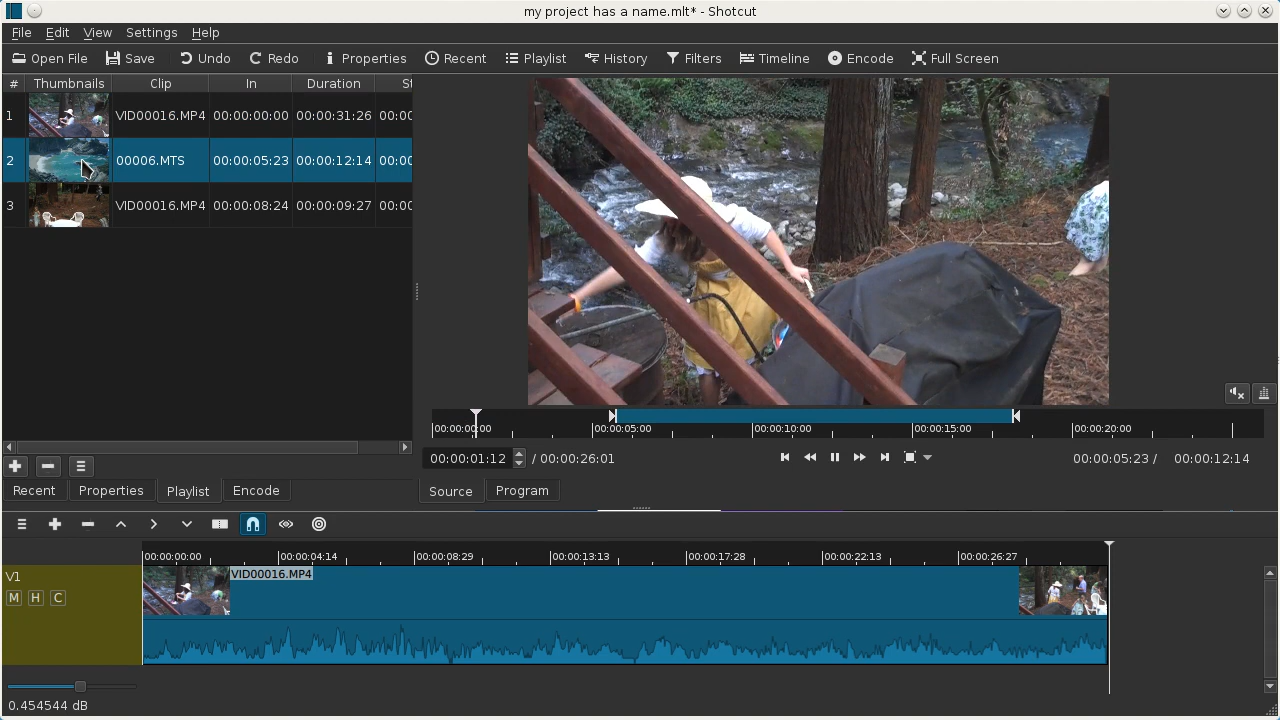 my project has a name.mlt* - Shotcut
File Edit View Settings Help
Open File Save Undo Redo Properties Recent Playlist History Filters Timeline Encode Full Screen
# Thumbnails Clip In Duration St
1 VID00016.MP4 00:00:00:00 00:00:31:26 00:00
2 00006.MTS 00:00:05:23 00:00:12:14 00:00
3 VID00016.MP4 00:00:08:24 00:00:09:27 00:00
00:00:00:00 00:00:05:00 00:00:10:00 00:00:15:00 00:00:20:00
00:00:01:12 / 00:00:26:01 00:00:05:23 / 00:00:12:14
Recent Properties Playlist Encode
Source Program
00:00:00:00 00:00:04:14 00:00:08:29 00:00:13:13 00:00:17:28 00:00:22:13 00:00:26:27
V1
M H C
VID00016.MP4
0.454544 dB